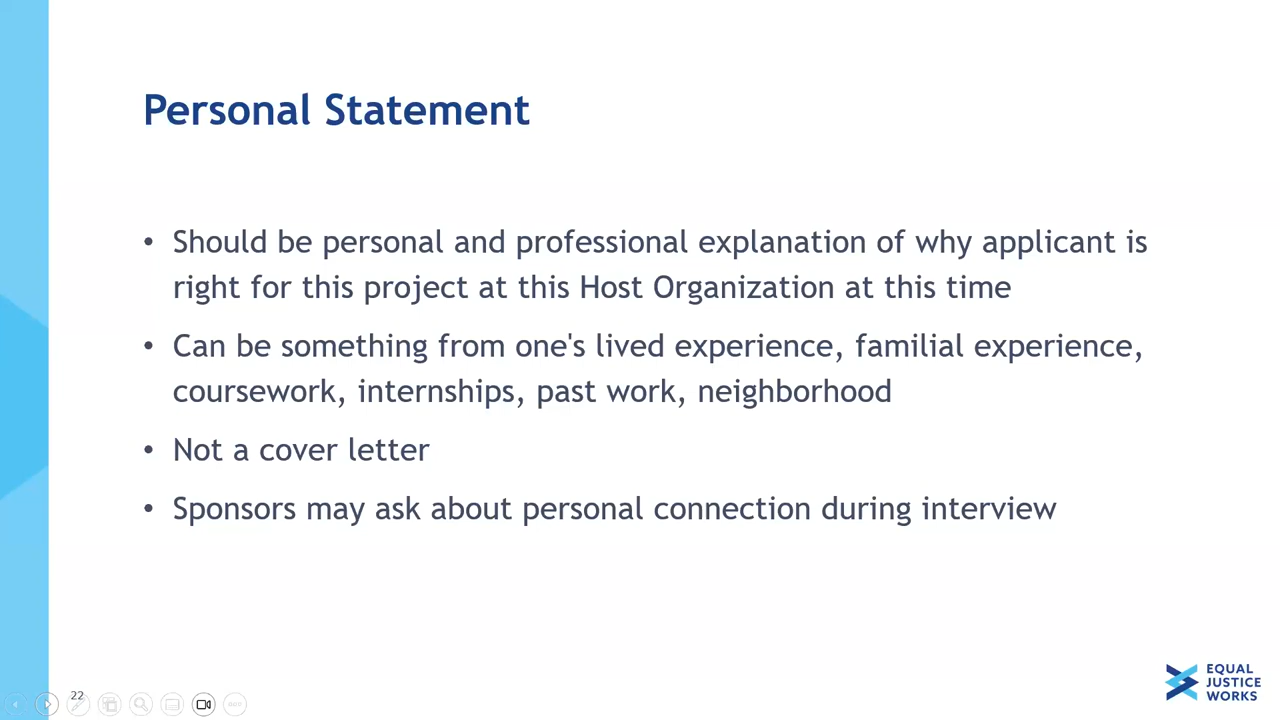 Personal Statement
• Should be personal and professional explanation of why applicant is
right for this project at this Host Organization at this time
• Can be something from one's lived experience, familial experience,
coursework, internships, past work, neighborhood
• Not a cover letter
• Sponsors may ask about personal connection during interview
22
EQUAL
JUSTICE
WORKS